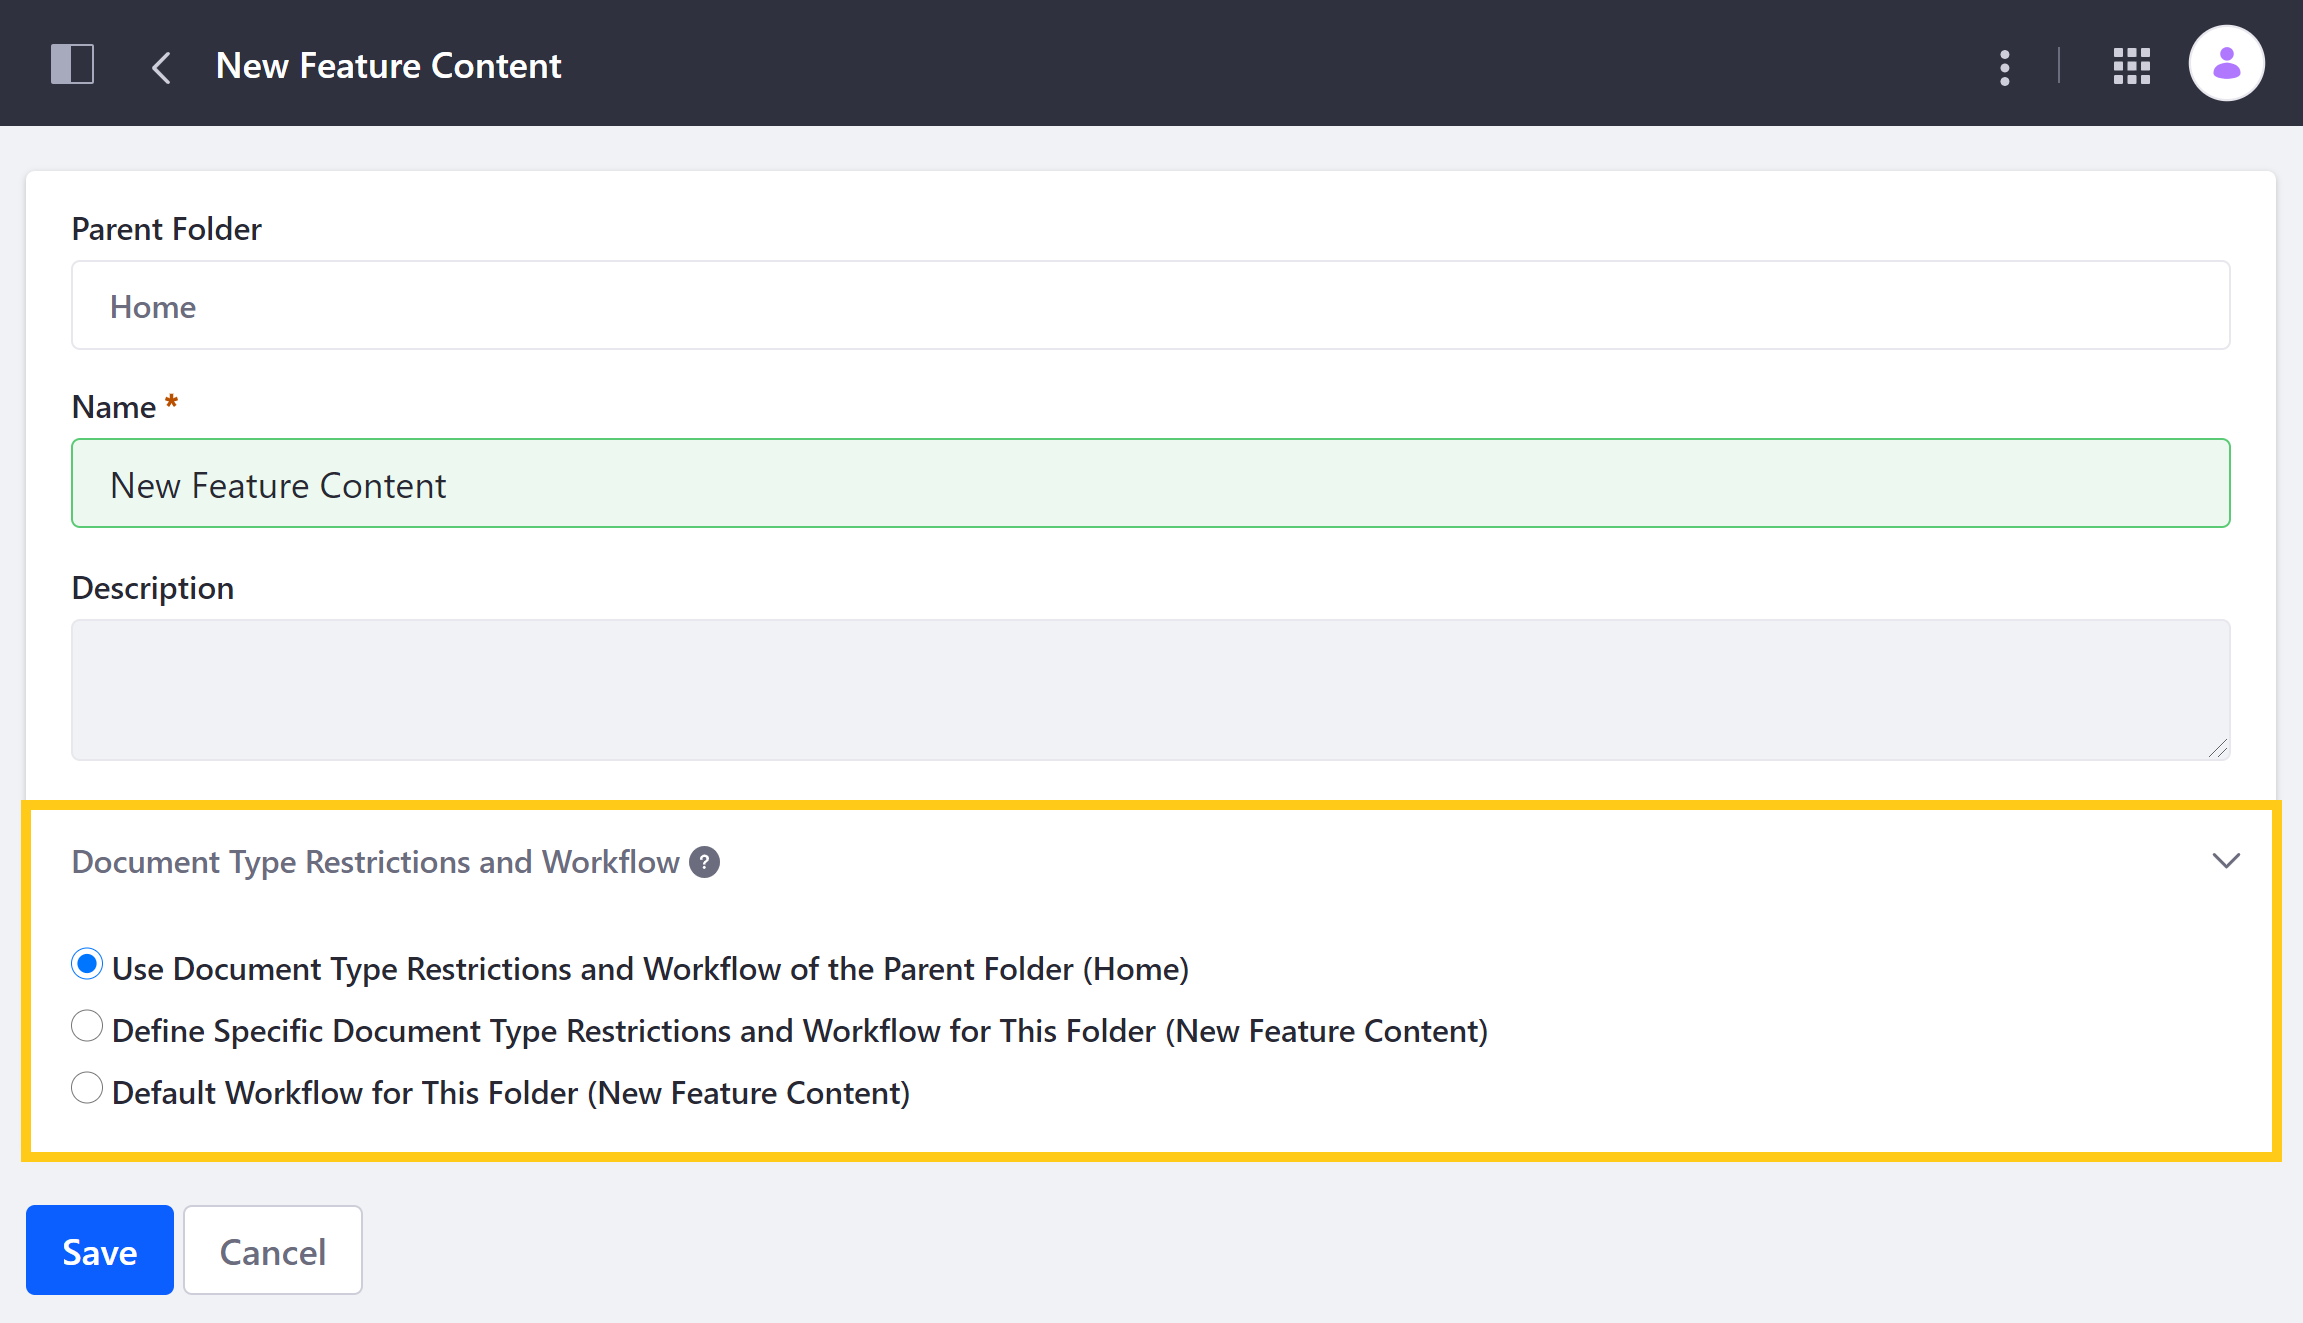 New Feature Content
Parent Folder
Home
Name *
New Feature Content
Description
Document Type Restrictions and Workflow ?
Use Document Type Restrictions and Workflow of the Parent Folder (Home)
Define Specific Document Type Restrictions and Workflow for This Folder (New Feature Content)
Default Workflow for This Folder (New Feature Content)
Save Cancel